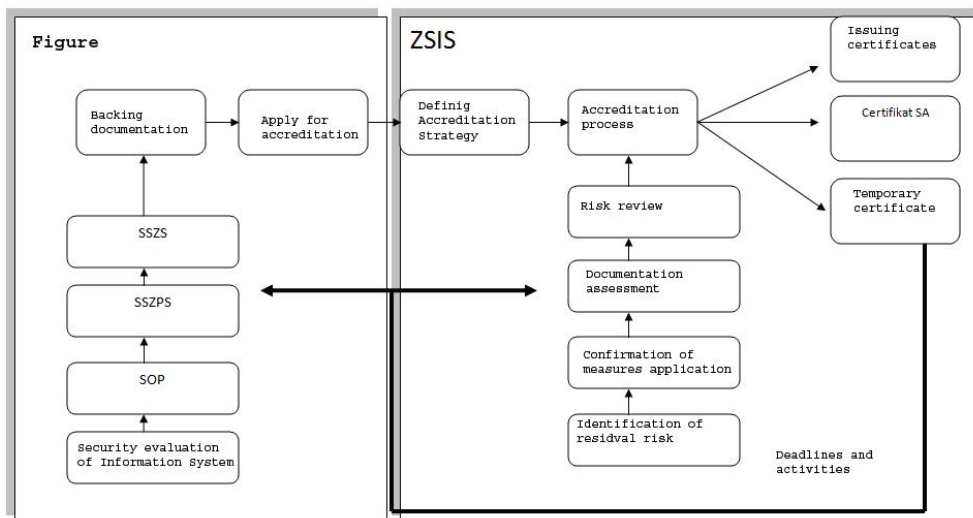 Figure
ZSIS
Backing
documentation
Apply for
accreditation
Definig
Accreditation
strategy
Accreditation
process
Issuing
certificates
Certifikat SA
Temporary
certificate
SSZS
SSZPS
SOP
Security evaluation
of Information System
Risk review
Documentation
assessment
Confirmation of
measures application
Identification of
residval risk
Deadlines and
activities